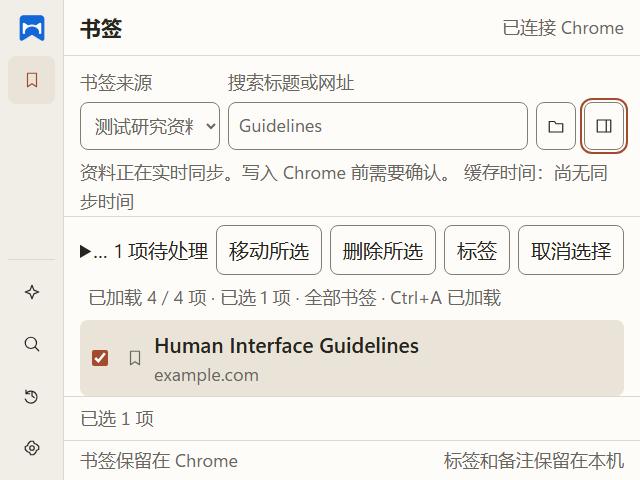 书签
已连接 Chrome
书签来源
搜索标题或网址
测试研究资料
Guidelines
资料正在实时同步。写入 Chrome 前需要确认。 缓存时间：尚无同
步时间
▶... 1 项待处理
移动所选
删除所选
标签
取消选择
已加载 4 / 4 项 · 已选 1 项 · 全部书签 · Ctrl+A 已加载
Human Interface Guidelines
example.com
已选 1 项
书签保留在 Chrome
标签和备注保留在本机